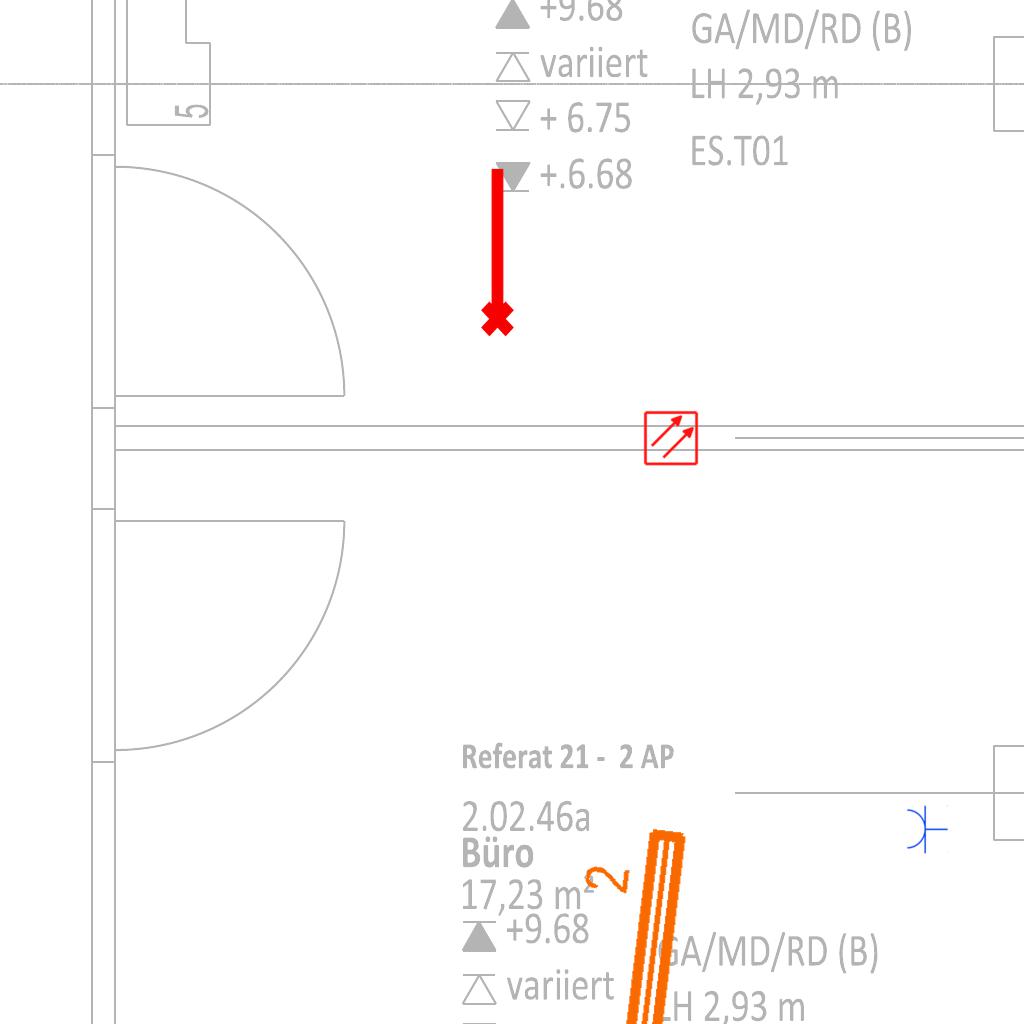 +9.68
GA/MD/RD (B)
variiert
LH 2,93 m
5
+ 6.75
ES.T01
+.6.68
Referat 21 - 2 AP
2.02.46a
Büro
2
17,23 m²
+9.68
GA/MD/RD (B)
variiert
LH 2,93 m